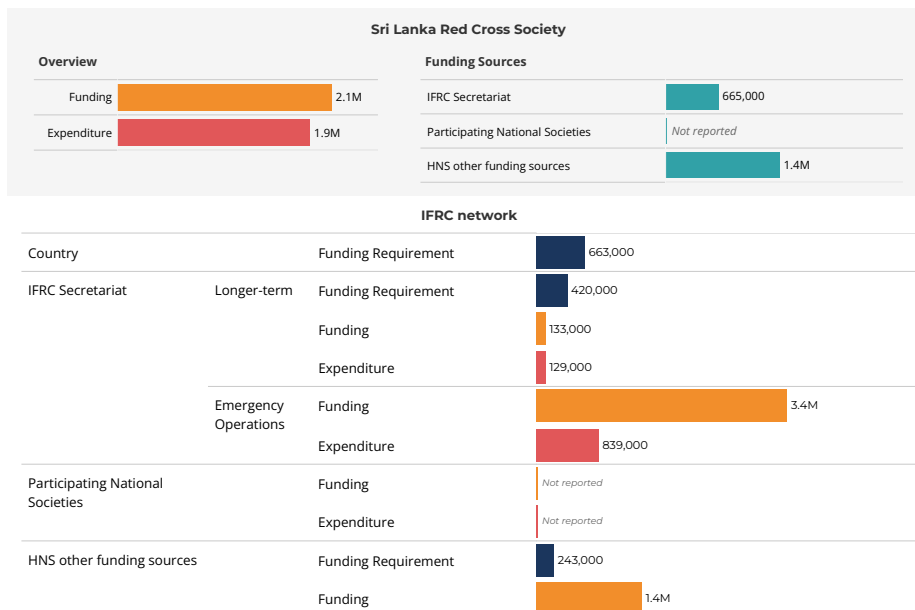 Sri Lanka Red Cross Society
Overview
Funding 2.1M
Expenditure 1.9M
Funding Sources
IFRC Secretariat 665,000
Participating National Societies Not reported
HNS other funding sources 1.4M
IFRC network
Country Funding Requirement 663,000
IFRC Secretariat Longer-term Funding Requirement 420,000
Funding 133,000
Expenditure 129,000
Emergency
Operations
Funding 3.4M
Expenditure 839,000
Participating National
Societies
Funding Not reported
Expenditure Not reported
HNS other funding sources Funding Requirement 243,000
Funding 1.4M